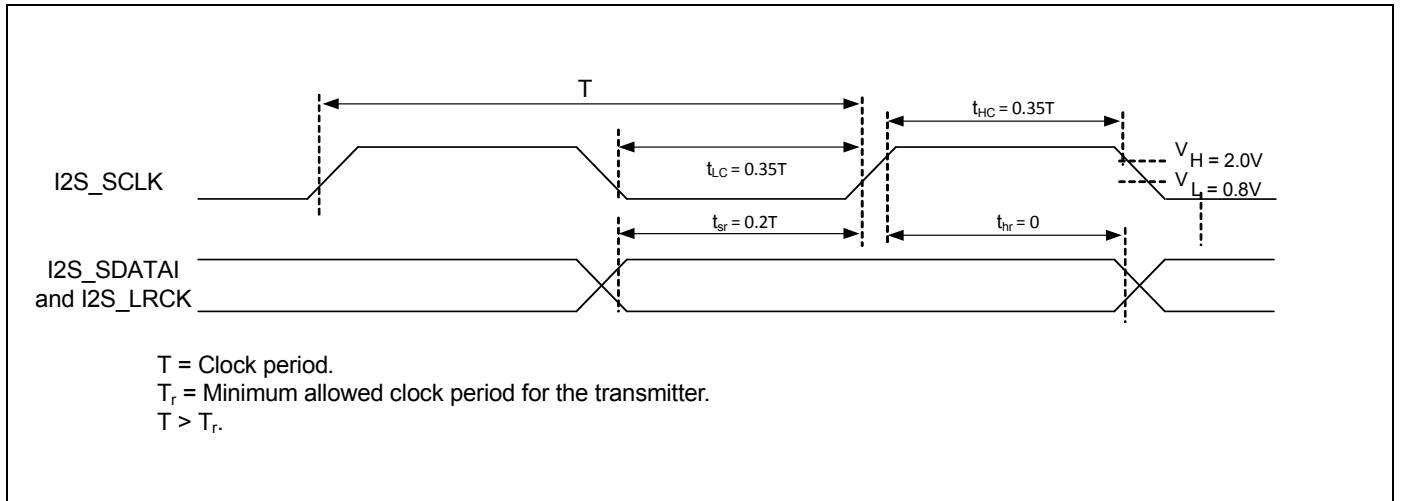 T
t_HC = 0.35T
V_H = 2.0V
t_LC = 0.35T
I2S_SCLK
V_L = 0.8V
t_sr = 0.2T
t_hr = 0
I2S_SDATAI
and I2S_LRCK
T = Clock period.
T_r = Minimum allowed clock period for the transmitter.
T > T_r.